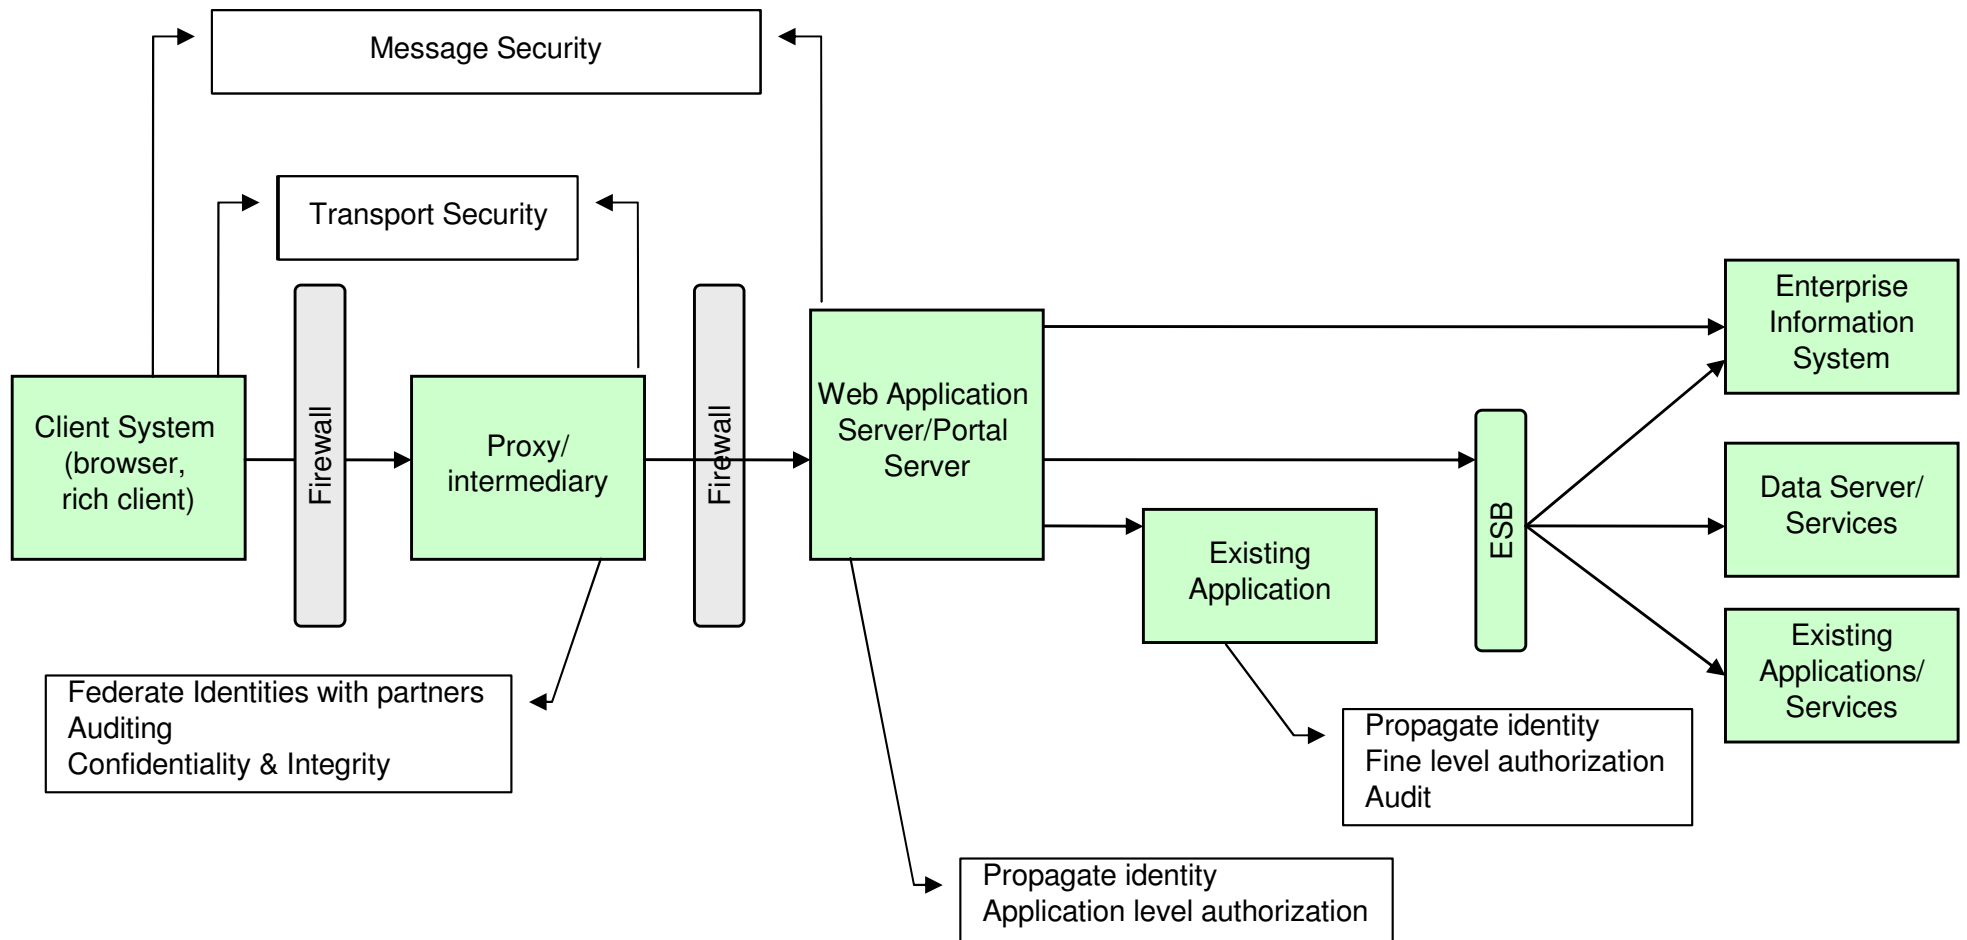 Message Security
Transport Security
Client System
(browser,
rich client)
Firewall
Proxy/
intermediary
Firewall
Web Application
Server/Portal
Server
Existing
Application
ESB
Enterprise
Information
System
Data Server/
Services
Existing
Applications/
Services
Federate Identities with partners
Auditing
Confidentiality & Integrity
Propagate identity
Fine level authorization
Audit
Propagate identity
Application level authorization